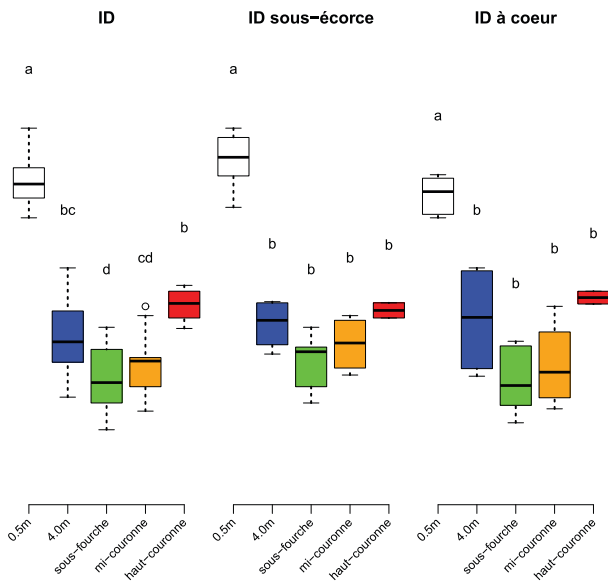 ID
ID sous−écorce
ID à coeur
a
a
a
bc
b
b
b
b
b
b
b
d
cd
b
b
0.5m
4.0m
sous−fourche
mi−couronne
haut−couronne
0.5m
4.0m
sous−fourche
mi−couronne
haut−couronne
0.5m
4.0m
sous−fourche
mi−couronne
haut−couronne